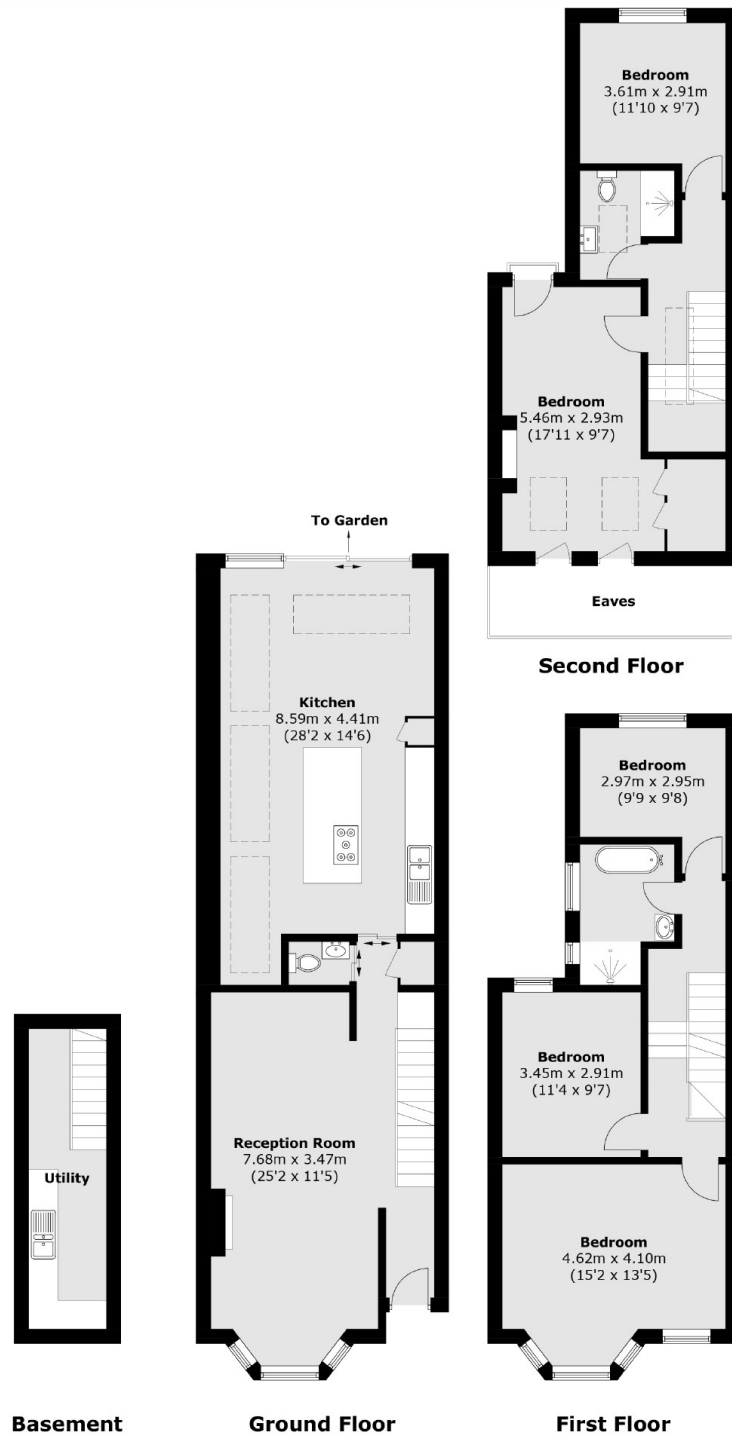 Bedroom
3.61m x 2.91m
(11'10 x 9'7)
Bedroom
5.46m x 2.93m
(17'11 x 9'7)
Eaves
Second Floor
To Garden
Kitchen
8.59m x 4.41m
(28'2 x 14'6)
Reception Room
7.68m x 3.47m
(25'2 x 11'5)
Ground Floor
Utility
Basement
Bedroom
2.97m x 2.95m
(9'9 x 9'8)
Bedroom
3.45m x 2.91m
(11'4 x 9'7)
Bedroom
4.62m x 4.10m
(15'2 x 13'5)
First Floor